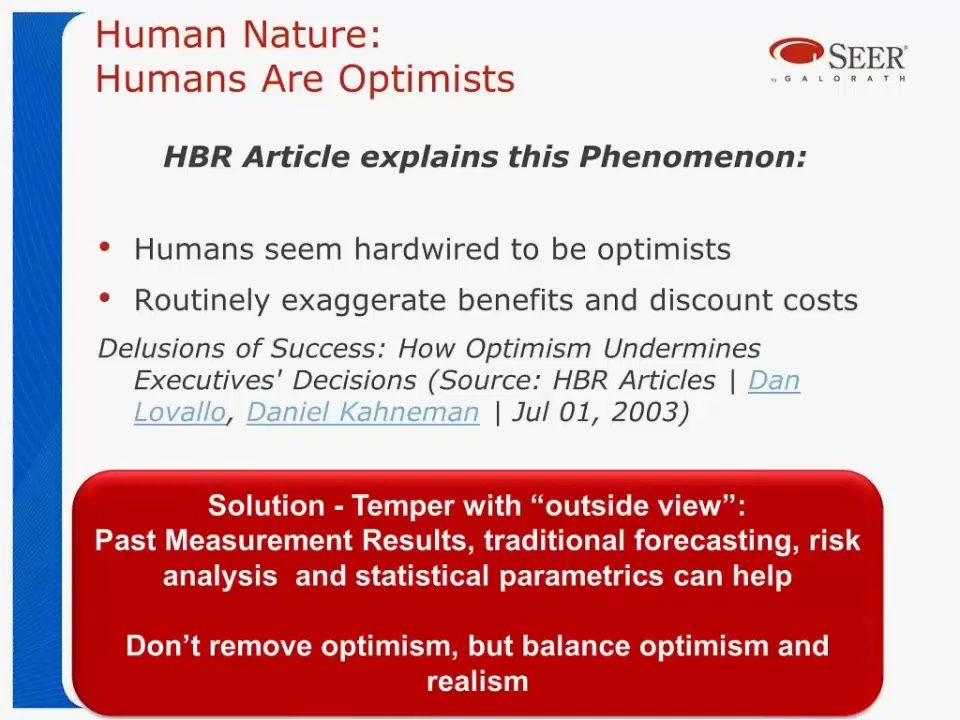 Human Nature:
Humans Are Optimists
SEER®
by GALORATH
HBR Article explains this Phenomenon:
• Humans seem hardwired to be optimists
• Routinely exaggerate benefits and discount costs
Delusions of Success: How Optimism Undermines
Executives' Decisions (Source: HBR Articles | Dan
Lovallo, Daniel Kahneman | Jul 01, 2003)
Solution - Temper with “outside view”:
Past Measurement Results, traditional forecasting, risk
analysis  and statistical parametrics can help
Don’t remove optimism, but balance optimism and
realism